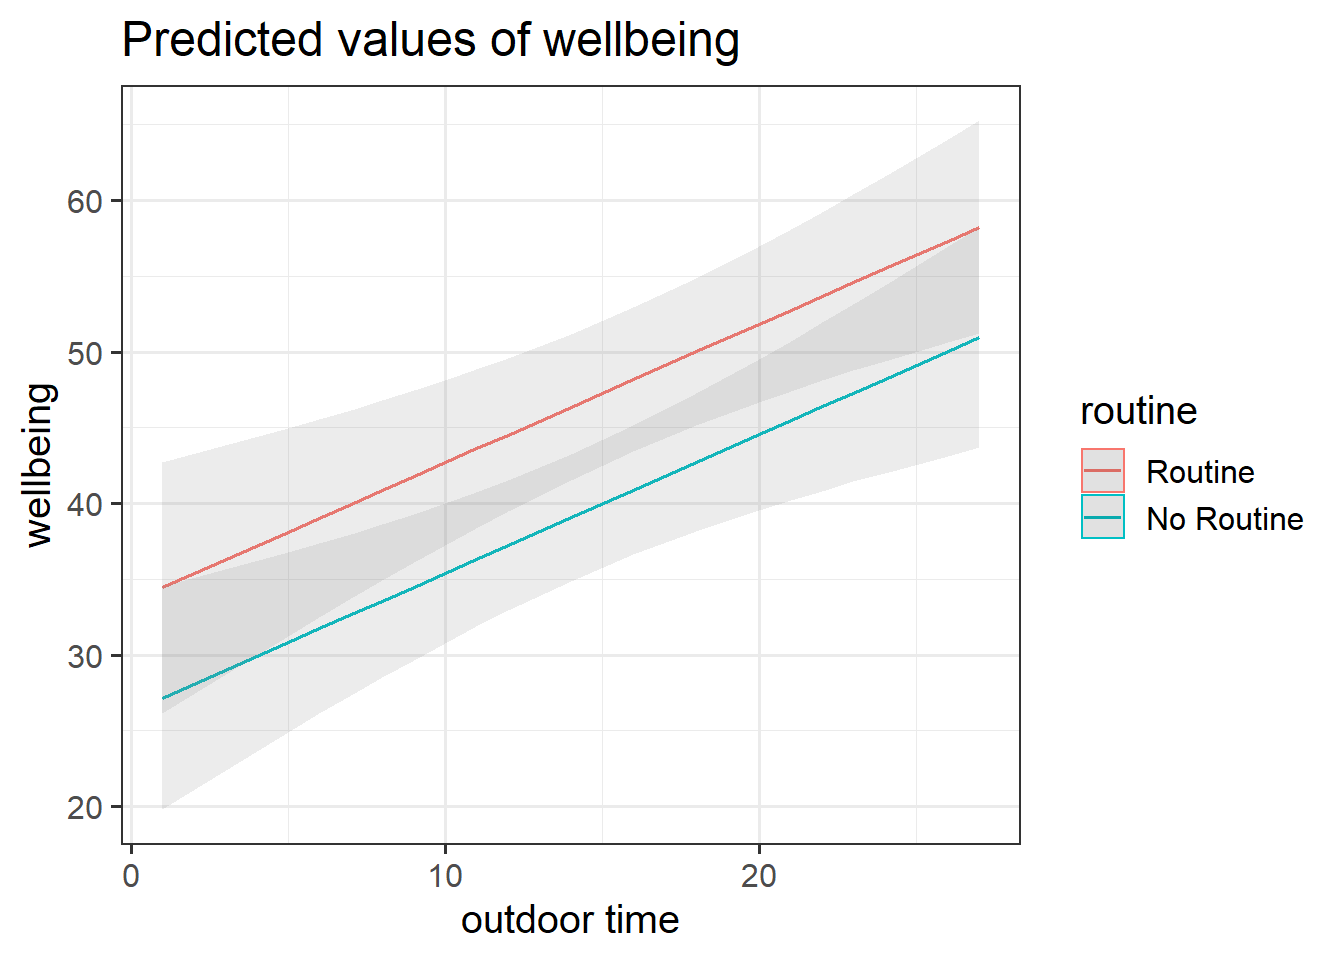 Predicted values of wellbeing
60
50
40
30
20
wellbeing
0 10 20
outdoor time
routine
Routine
No Routine